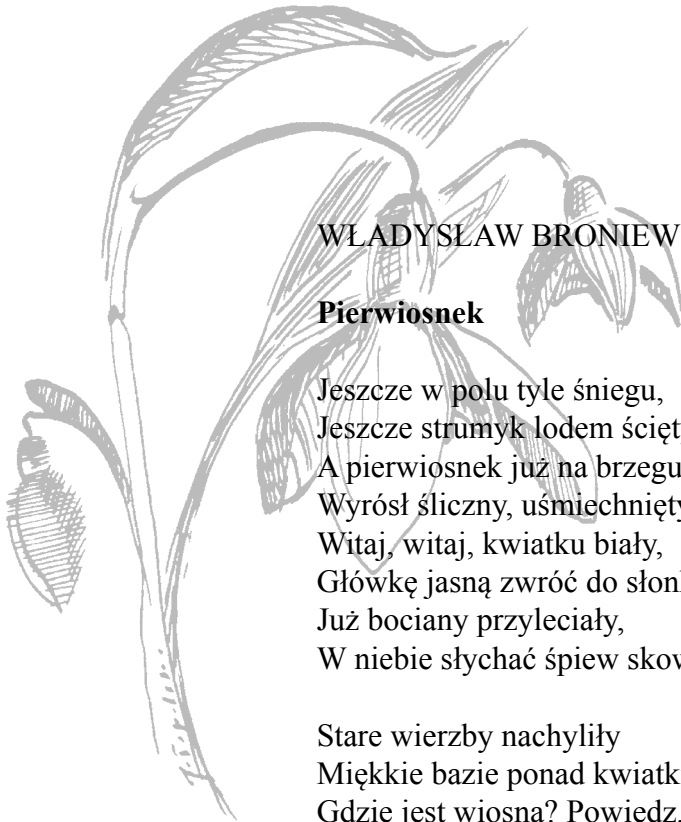 WŁADYSŁAW BRONIEW
Pierwiosnek
Jeszcze w polu tyle śniegu,
Jeszcze strumyk lodem ścięt
A pierwiosnek już na brzegu
Wyrósł śliczny, uśmiechnięty
Witaj, witaj, kwiatku biały,
Główkę jasną zwróć do słon
Już bociany przyleciały,
W niebie słychać śpiew skow
Stare wierzby nachyliły
Miękkie bazie ponad kwiatk
Gdzie jest wiosna? Powiedz,